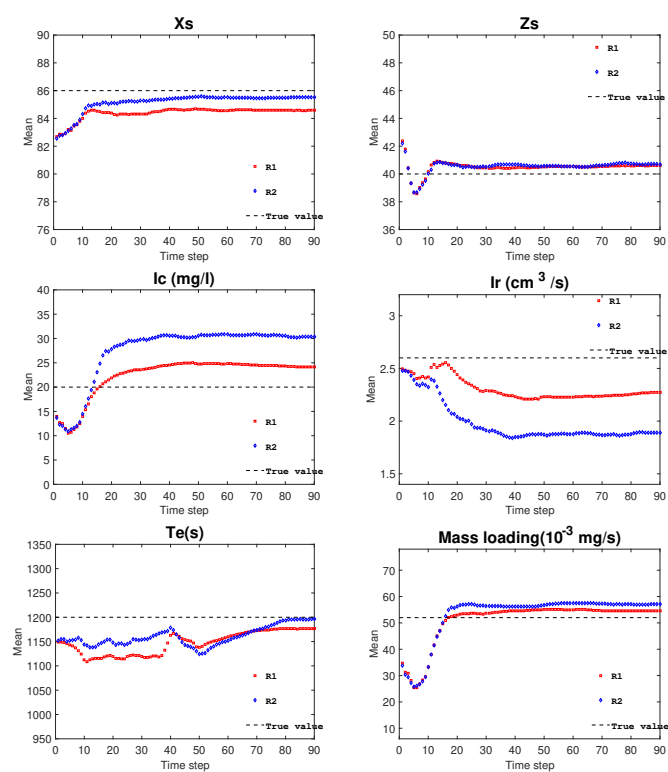 Xs
90
88
86
84
82
80
78
76
Mean
0 10 20 30 40 50 60 70 80 90
Time step
R1
R2
True value
Zs
50
48
46
44
42
40
38
36
Mean
0 10 20 30 40 50 60 70 80 90
Time step
R1
R2
True value
Ic (mg/l)
40
35
30
25
20
15
10
5
0
Mean
0 10 20 30 40 50 60 70 80 90
Time step
R1
R2
True value
Ir (cm 3 /s)
3
2.5
2
1.5
Mean
0 10 20 30 40 50 60 70 80 90
Time step
R1
R2
True value
Te(s)
1350
1300
1250
1200
1150
1100
1050
1000
950
Mean
0 10 20 30 40 50 60 70 80 90
Time step
R1
R2
True value
Mass loading(10-3 mg/s)
70
60
50
40
30
20
10
Mean
0 10 20 30 40 50 60 70 80 90
Time step
R1
R2
True value